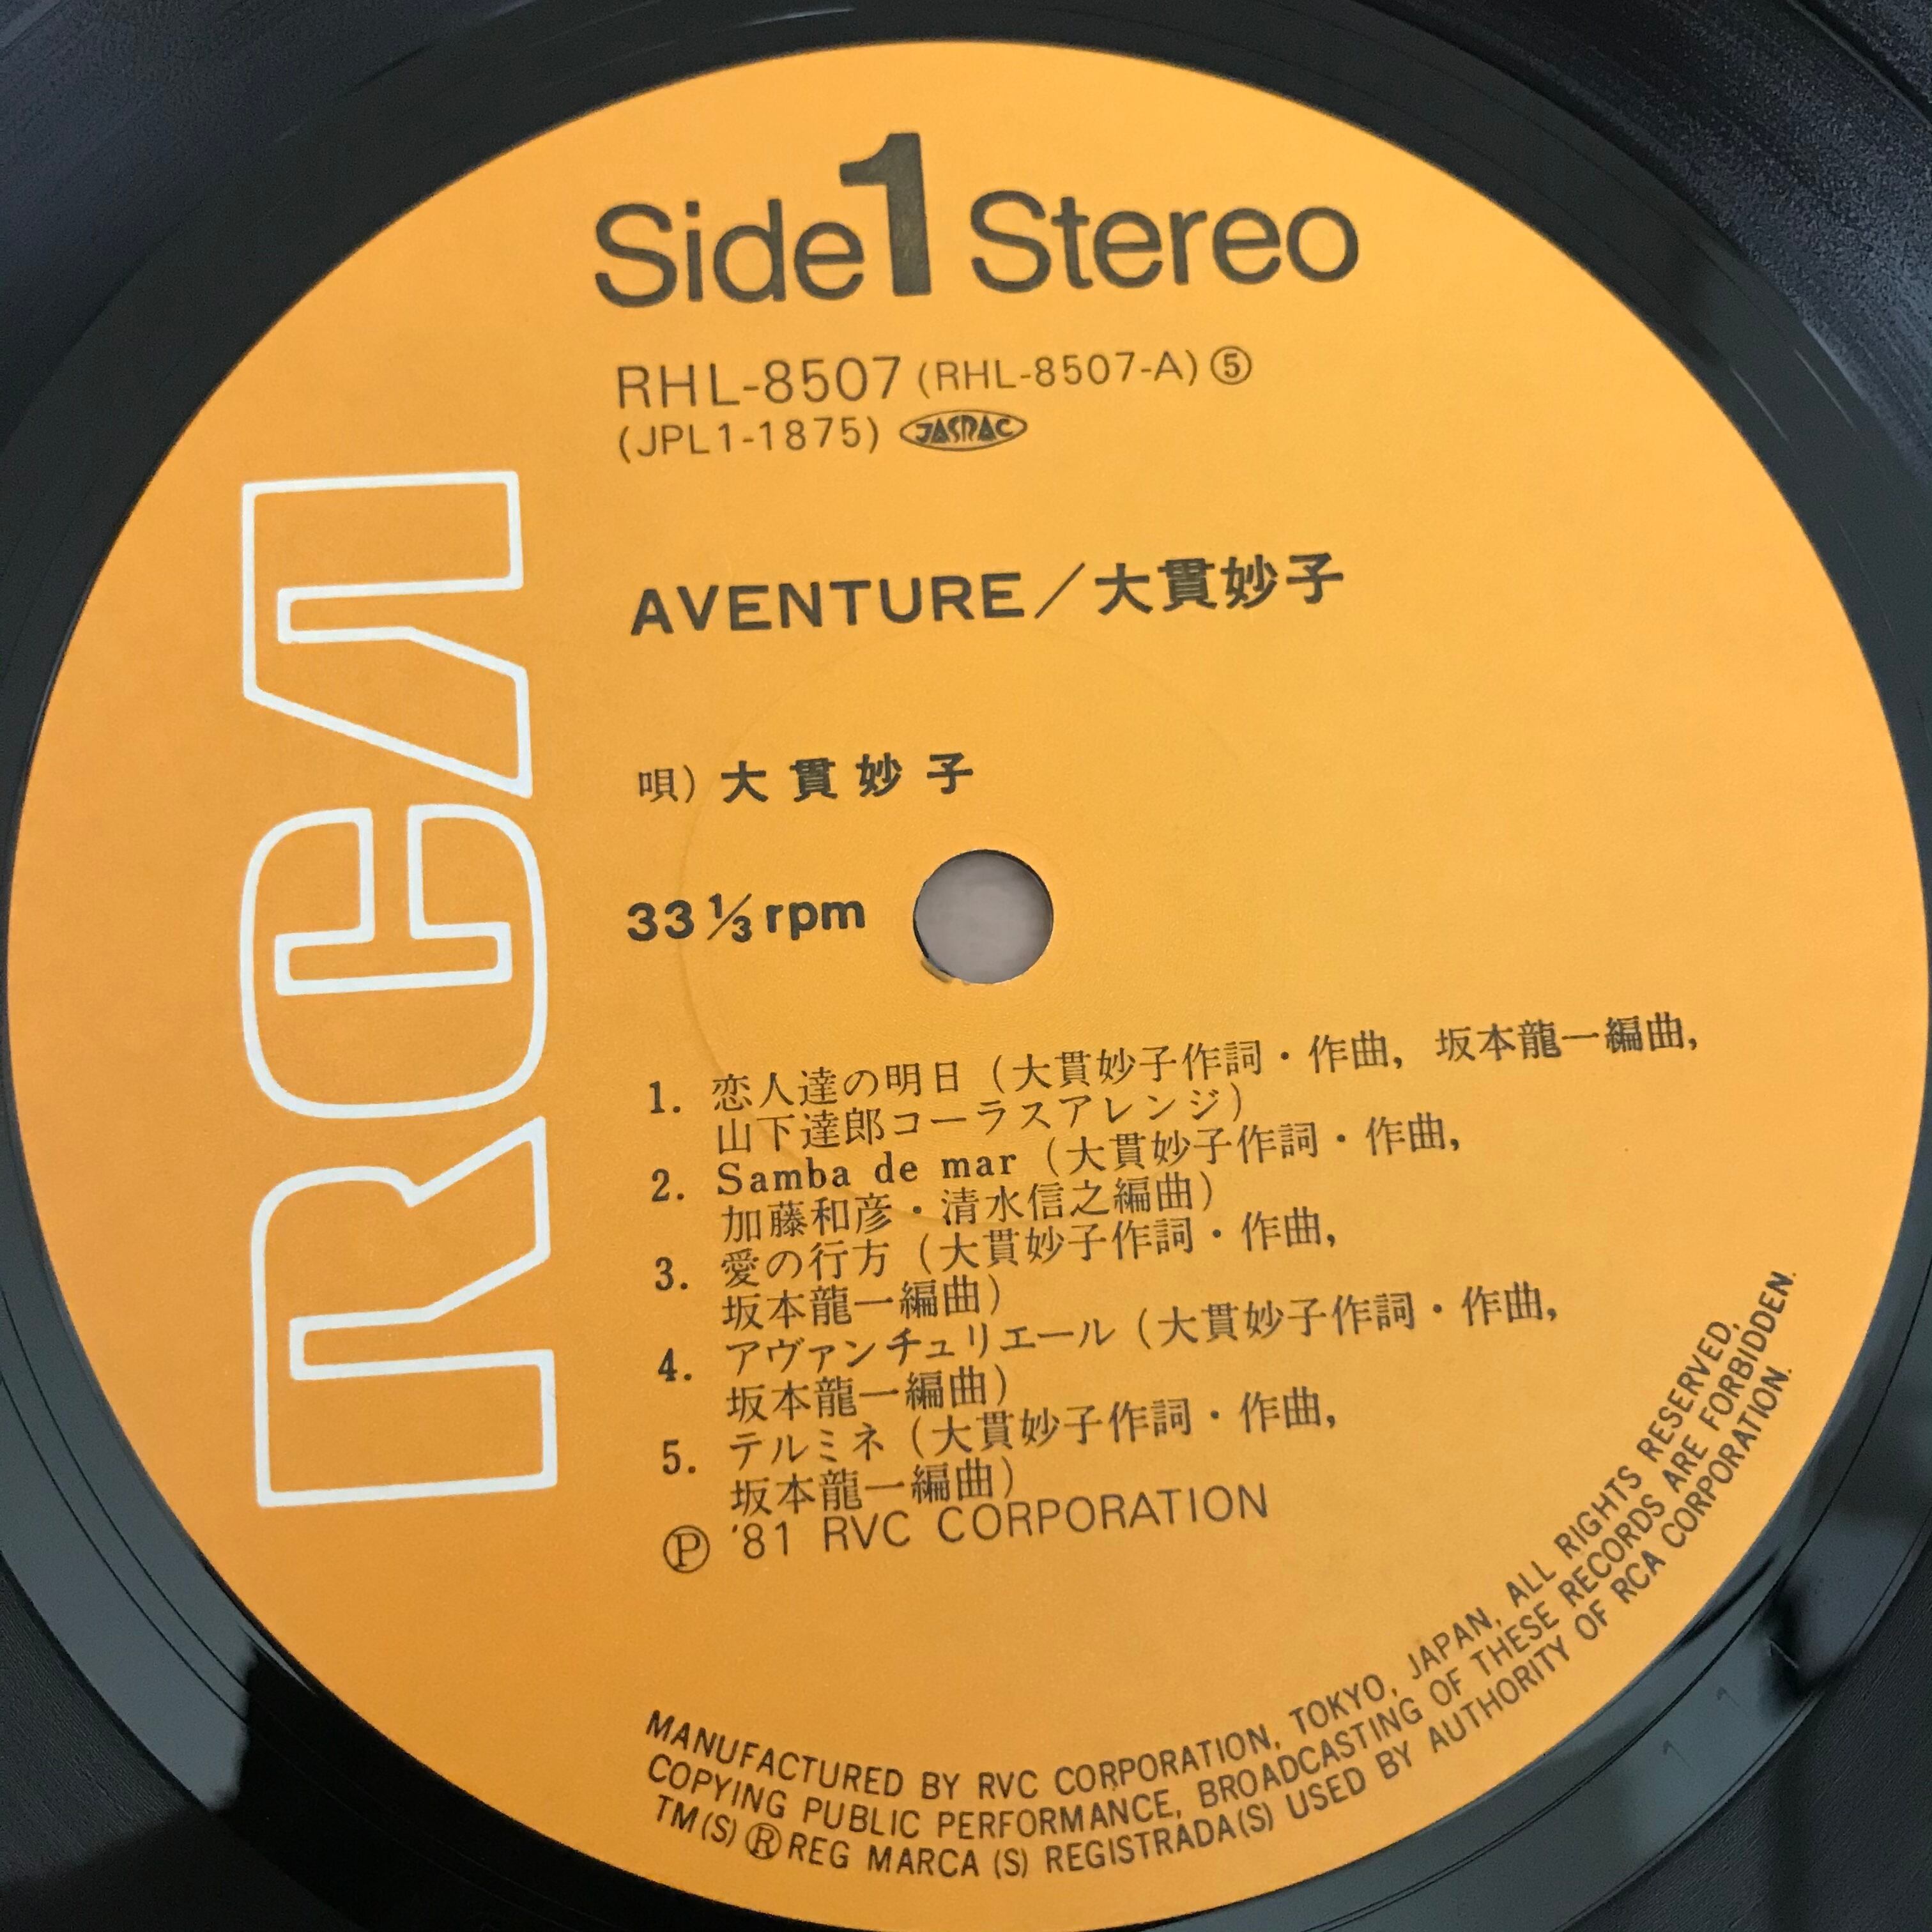 Side 1 Stereo
RHL-8507 (RHL-8507-A) ⑤
(JPL1-1875) JASRAC
RCA
AVENTURE／大貫妙子
唄) 大貫妙子
33 1/3 rpm
1. 恋人達の明日（大貫妙子作詞・作曲, 坂本龍一編曲,
山下達郎コーラスアレンジ）
2. Samba de mar（大貫妙子作詞・作曲,
加藤和彦・清水信之編曲）
3. 愛の行方（大貫妙子作詞・作曲,
坂本龍一編曲）
4. アヴァンチュリエール（大貫妙子作詞・作曲,
坂本龍一編曲）
5. テルミネ（大貫妙子作詞・作曲,
坂本龍一編曲）
Ⓟ '81 RVC CORPORATION
MANUFACTURED BY RVC CORPORATION, TOKYO, JAPAN, ALL RIGHTS RESERVED,
COPYING PUBLIC PERFORMANCE, BROADCASTING OF THESE RECORDS ARE FORBIDDEN.
TM(S) ® REG MARCA (S) REGISTRADA(S) USED BY AUTHORITY OF RCA CORPORATION.